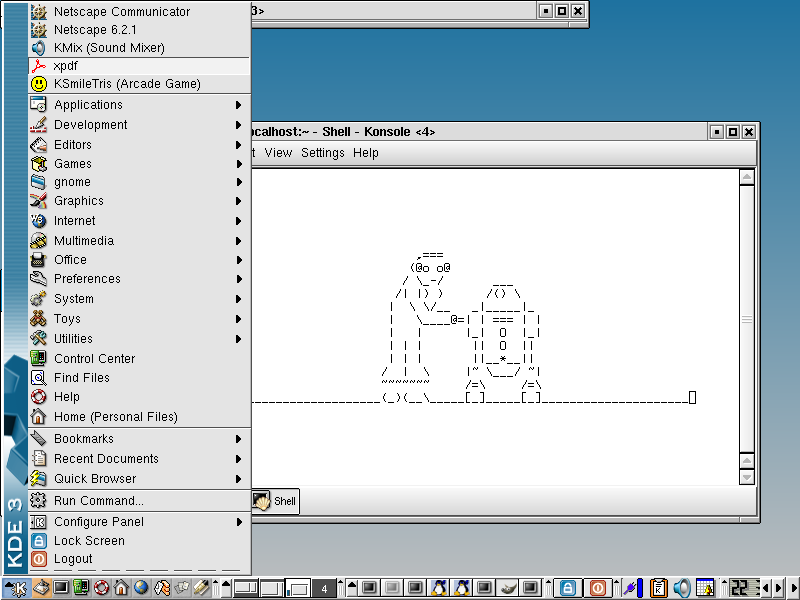 3>
Netscape Communicator
Netscape 6.2.1
KMix (Sound Mixer)
xpdf
KSmileTris (Arcade Game)
Applications
Development
Editors
Games
gnome
Graphics
Internet
Multimedia
Office
Preferences
System
Toys
Utilities
Control Center
Find Files
Help
Home (Personal Files)
Bookmarks
Recent Documents
Quick Browser
Run Command...
Configure Panel
Lock Screen
Logout
KDE 3
ocalhost:~ - Shell - Konsole <4>
t View Settings Help
Shell
4
22